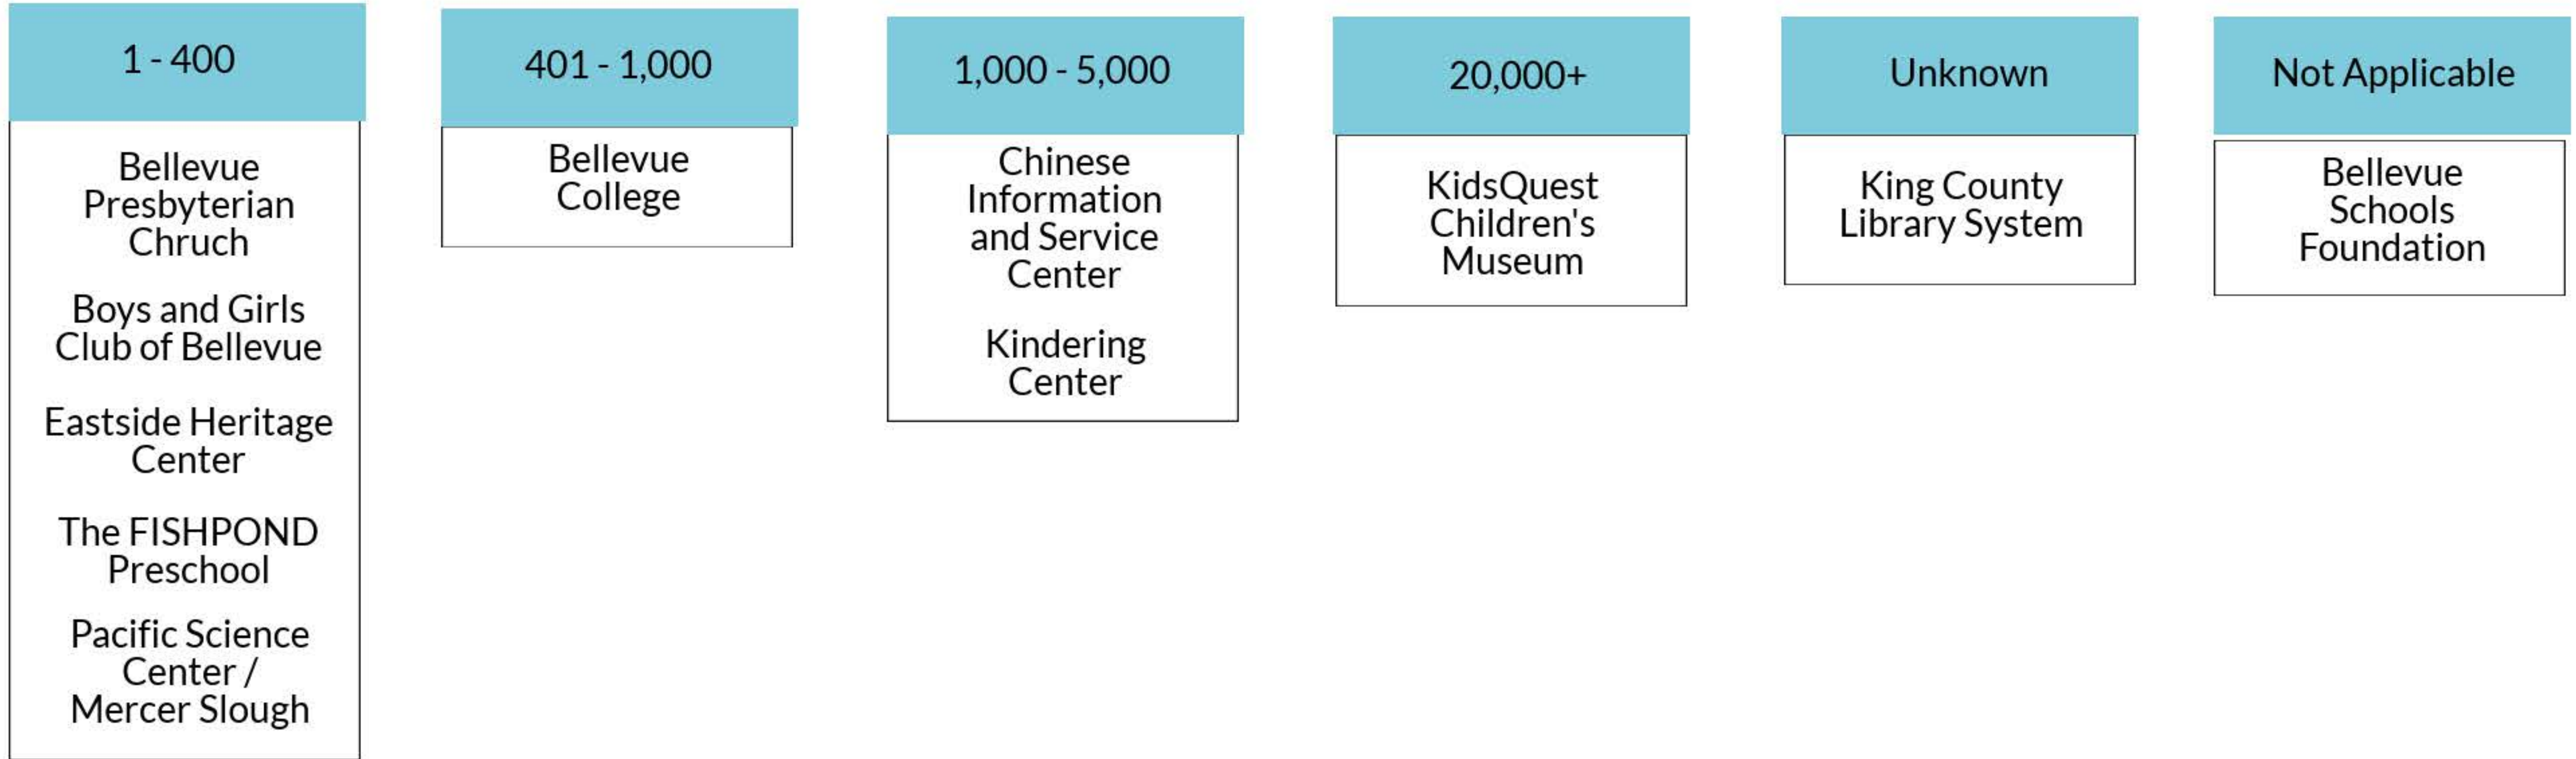 1 - 400
Bellevue
Presbyterian
Chruch
Boys and Girls
Club of Bellevue
Eastside Heritage
Center
The FISHPOND
Preschool
Pacific Science
Center /
Mercer Slough
401 - 1,000
Bellevue
College
1,000 - 5,000
Chinese
Information
and Service
Center
Kindering
Center
20,000+
KidsQuest
Children's
Museum
Unknown
King County
Library System
Not Applicable
Bellevue
Schools
Foundation